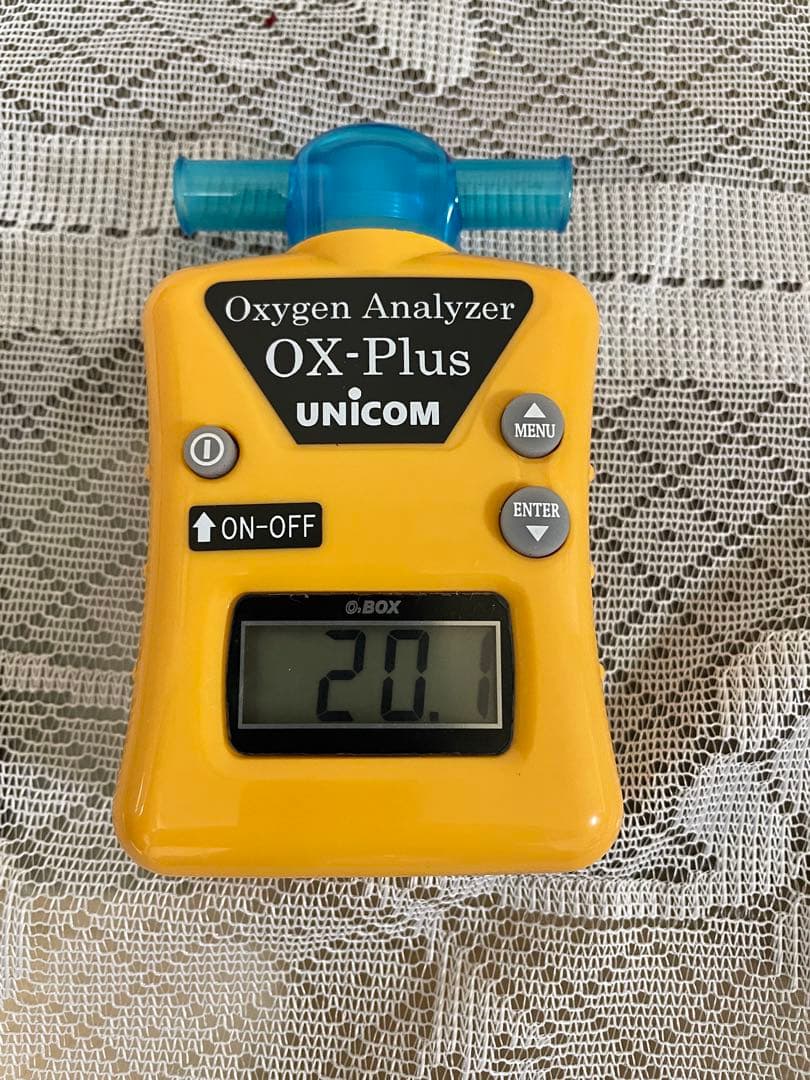 Oxygen Analyzer
OX-Plus
UNiCOM
▲
MENU
ENTER
▼
⬆ ON-OFF
O₂BOX
20.1